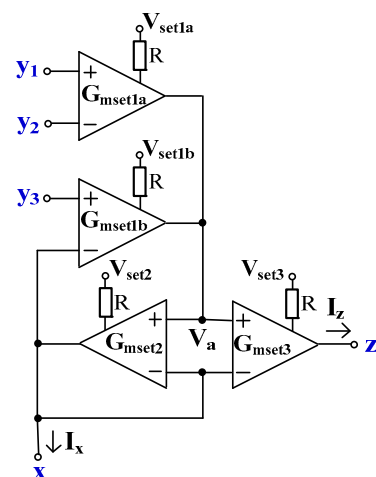 Vset1a
R
y1
+
Gmset1a
y2
−
Vset1b
R
y3
+
Gmset1b
−
Vset2
R
Vset3
R
+
Gmset2
−
Va
+
Gmset3
−
Iz
z
Ix
x